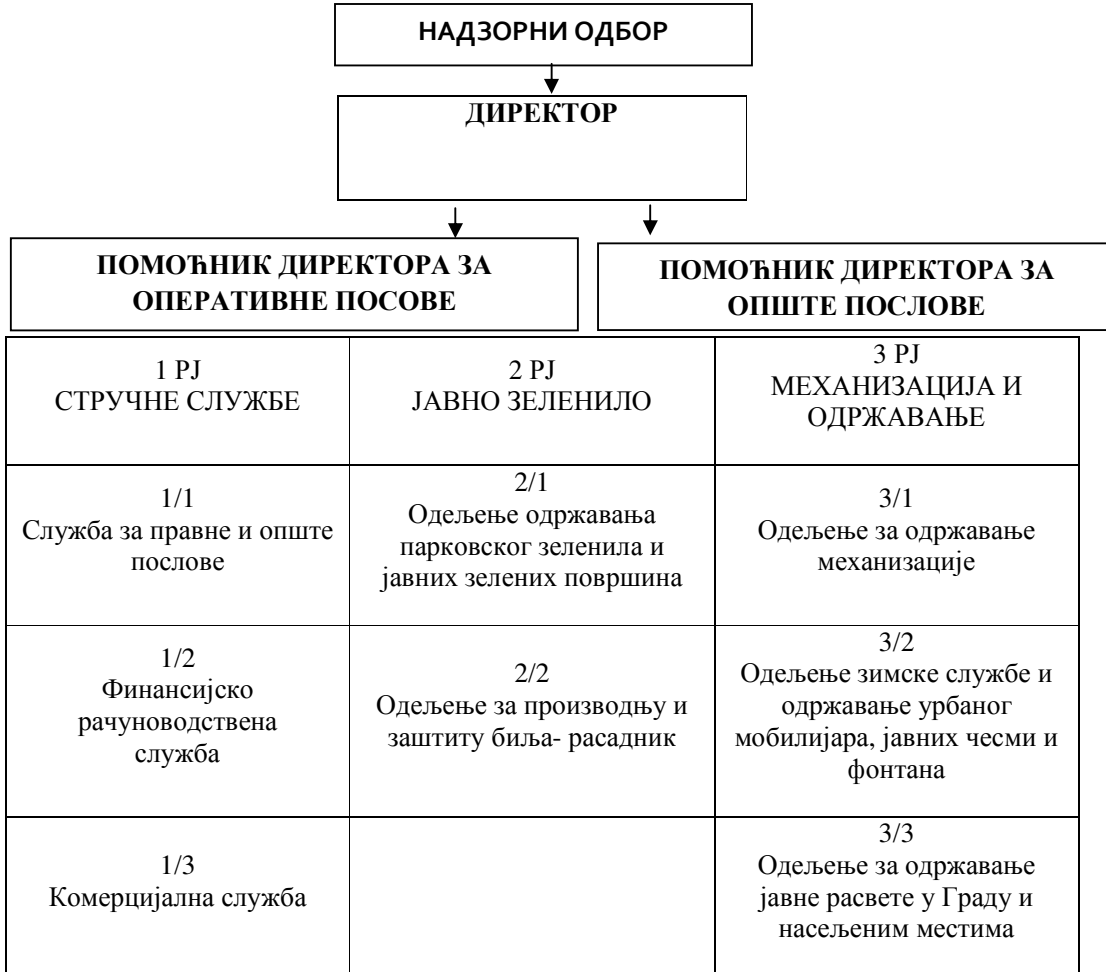 НАДЗОРНИ ОДБОР
ДИРЕКТОР
ПОМОЋНИК ДИРЕКТОРА ЗА
ОПЕРАТИВНЕ ПОСОВЕ
ПОМОЋНИК ДИРЕКТОРА ЗА
ОПШТЕ ПОСЛОВЕ
1 РЈ
СТРУЧНЕ СЛУЖБЕ
2 РЈ
ЈАВНО ЗЕЛЕНИЛО
3 РЈ
МЕХАНИЗАЦИЈА И
ОДРЖАВАЊЕ
1/1
Служба за правне и опште
послове
2/1
Одељење одржавања
парковског зеленила и
јавних зелених површина
3/1
Одељење за одржавање
механизације
1/2
Финансијско
рачуноводствена
служба
2/2
Одељење за производњу и
заштиту биља- расадник
3/2
Одељење зимске службе и
одржавање урбаног
мобилијара, јавних чесми и
фонтана
1/3
Комерцијална служба
3/3
Одељење за одржавање
јавне расвете у Граду и
насељеним местима